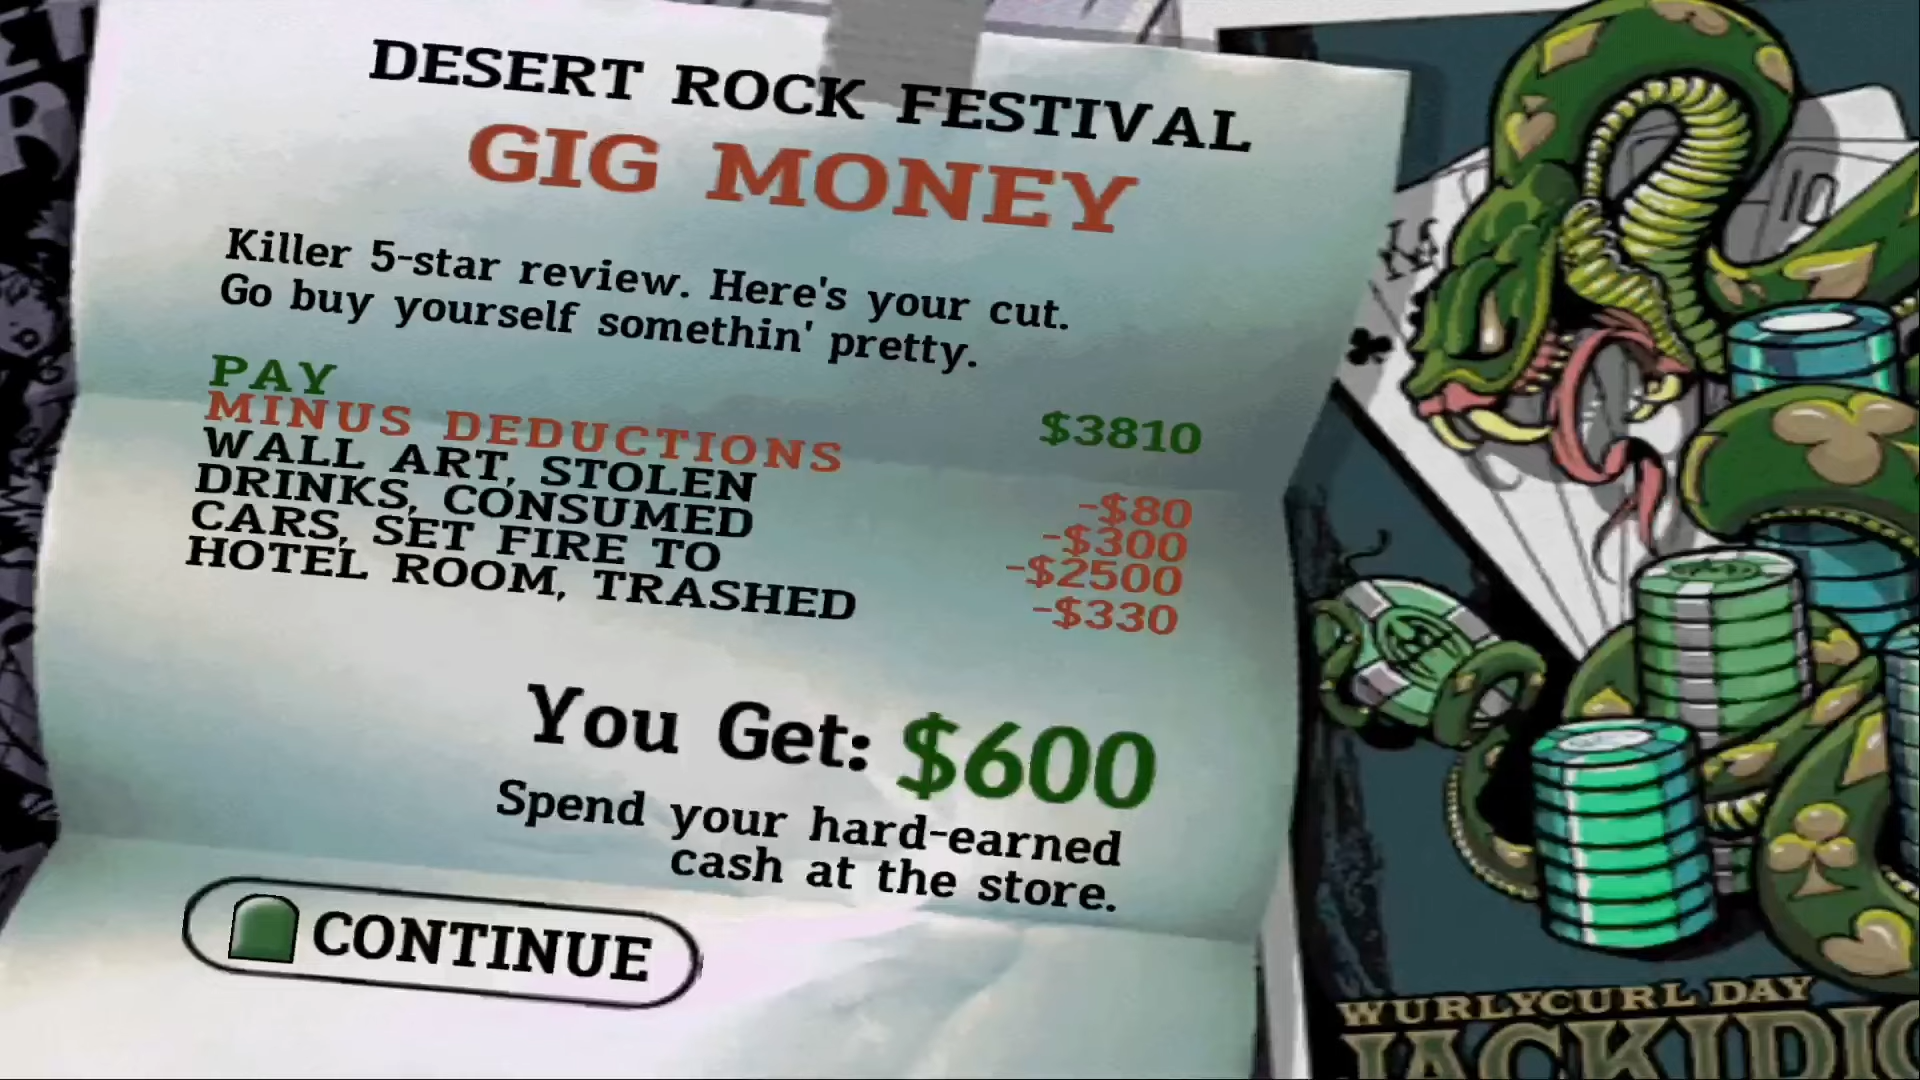 DESERT ROCK FESTIVAL
GIG MONEY
Killer 5-star review. Here's your cut.
Go buy yourself somethin' pretty.
PAY $3810
MINUS DEDUCTIONS
WALL ART, STOLEN -$80
DRINKS, CONSUMED -$300
CARS, SET FIRE TO -$2500
HOTEL ROOM, TRASHED -$330
You Get: $600
Spend your hard-earned
cash at the store.
CONTINUE
10
WURLYCURL DAY